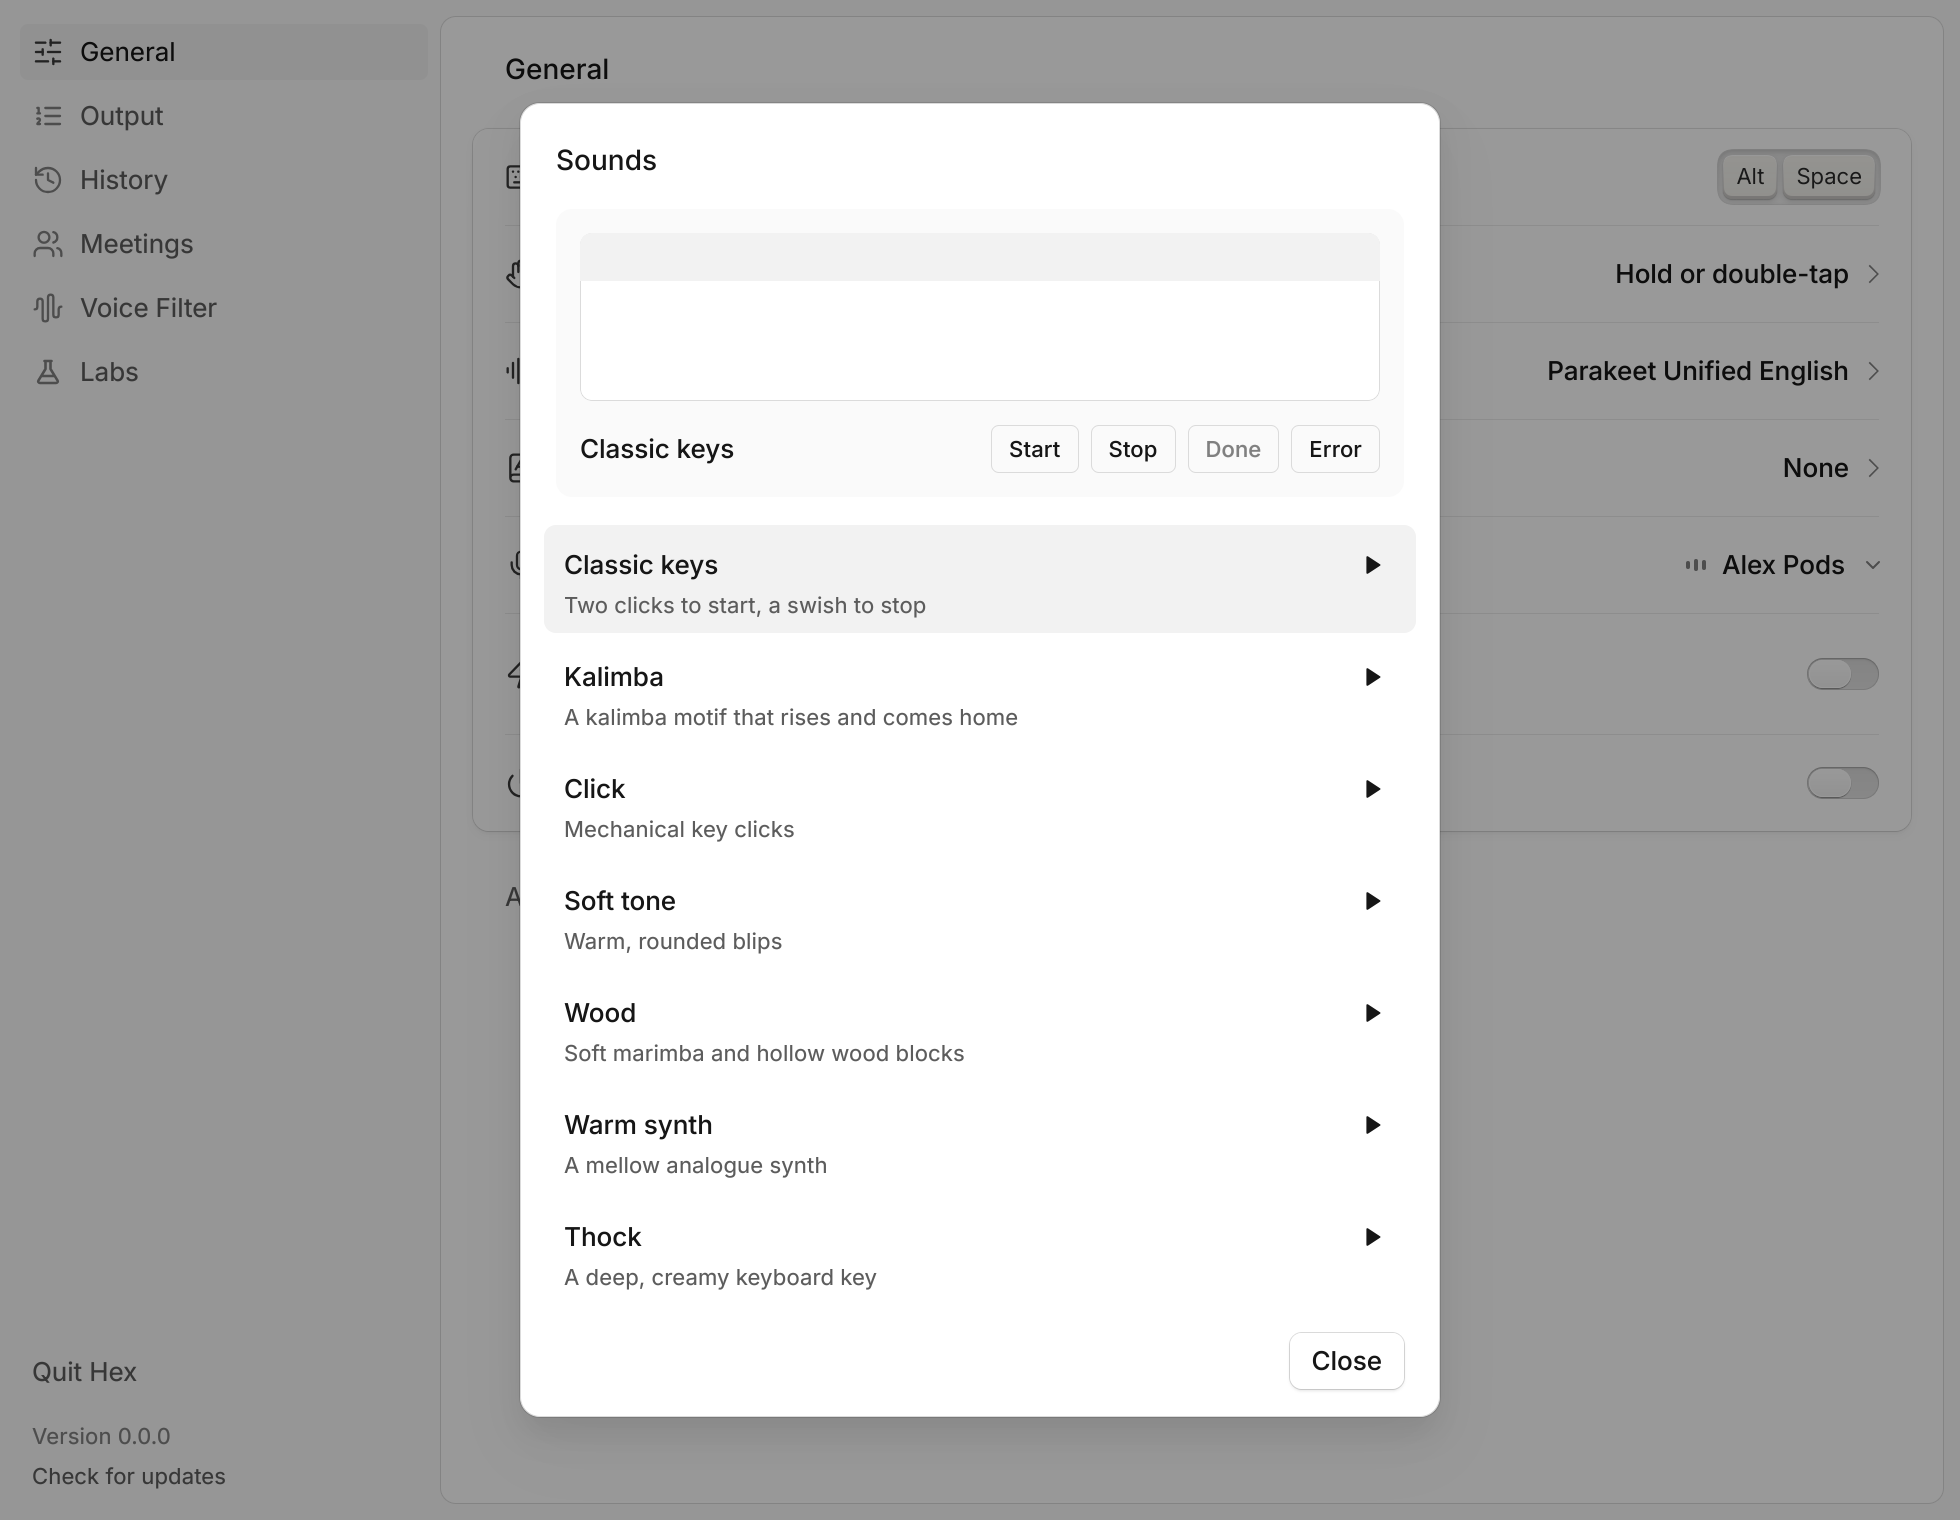 General
Output
History
Meetings
Voice Filter
Labs
Quit Hex
Version 0.0.0
Check for updates
General
Alt Space
Hold or double-tap
Parakeet Unified English
None
Alex Pods
A
Sounds
Classic keys
Start Stop Done Error
Classic keys
Two clicks to start, a swish to stop
Kalimba
A kalimba motif that rises and comes home
Click
Mechanical key clicks
Soft tone
Warm, rounded blips
Wood
Soft marimba and hollow wood blocks
Warm synth
A mellow analogue synth
Thock
A deep, creamy keyboard key
Close